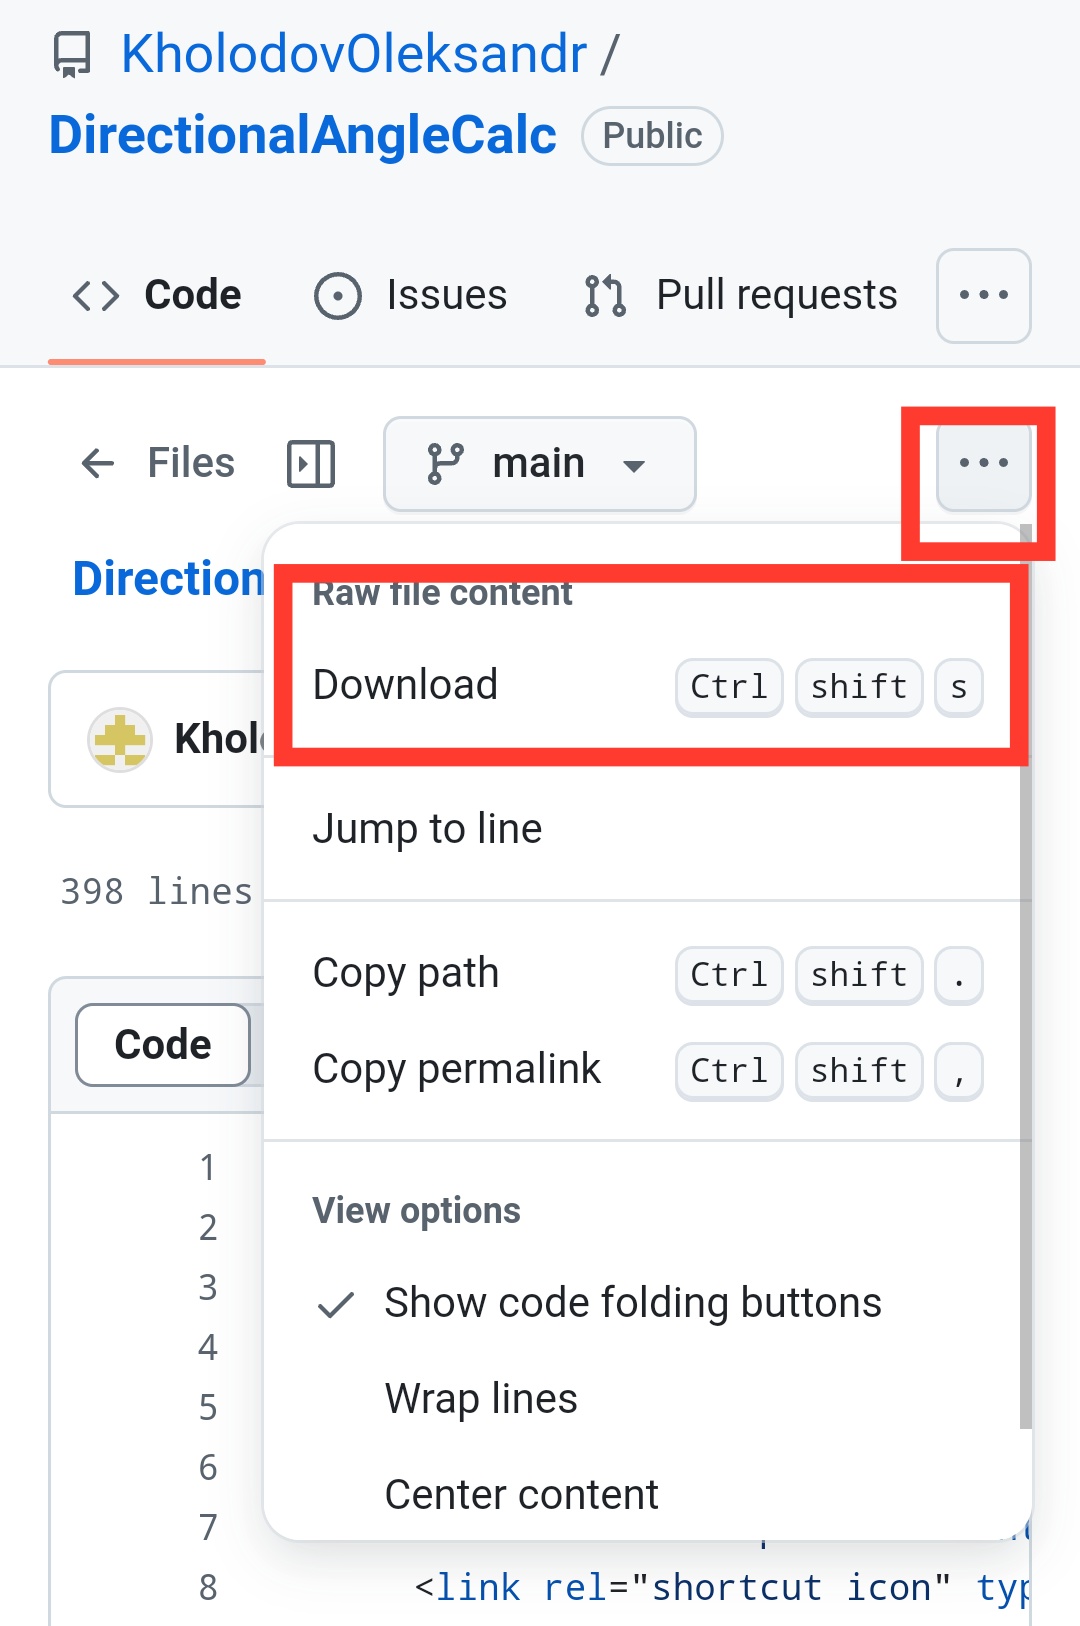 KholodovOleksandr /
DirectionalAngleCalc Public
Code Issues Pull requests
Files main
Direction
Raw file content
Download Ctrl shift s
Jump to line
398 lines
Copy path Ctrl shift .
Code
Copy permalink Ctrl shift ,
1
View options
2
3 Show code folding buttons
4
5 Wrap lines
6
Center content
7
8 <link rel="shortcut icon" typ